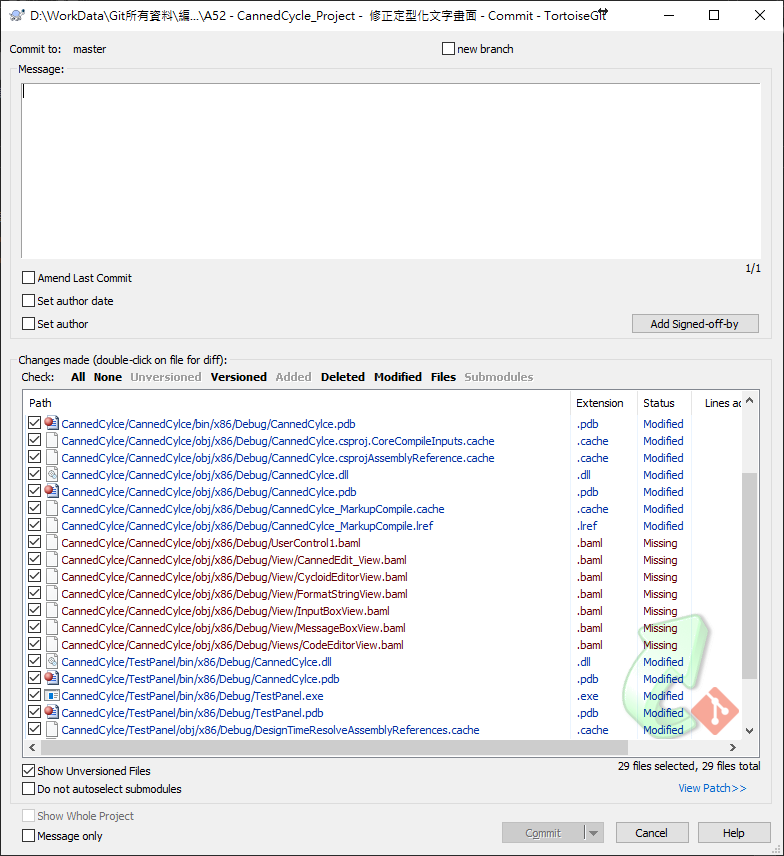 D:\WorkData\Git所有資料\編...\A52 - CannedCycle_Project - 修正定型化文字畫面 - Commit - TortoiseGit
Commit to: master new branch
Message:
1/1
Amend Last Commit
Set author date
Set author Add Signed-off-by
Changes made (double-click on file for diff):
Check: All None Unversioned Versioned Added Deleted Modified Files Submodules
Path Extension Status Lines ac
CannedCylce/CannedCylce/bin/x86/Debug/CannedCylce.pdb .pdb Modified
CannedCylce/CannedCylce/obj/x86/Debug/CannedCylce.csproj.CoreCompileInputs.cache .cache Modified
CannedCylce/CannedCylce/obj/x86/Debug/CannedCylce.csprojAssemblyReference.cache .cache Modified
CannedCylce/CannedCylce/obj/x86/Debug/CannedCylce.dll .dll Modified
CannedCylce/CannedCylce/obj/x86/Debug/CannedCylce.pdb .pdb Modified
CannedCylce/CannedCylce/obj/x86/Debug/CannedCylce_MarkupCompile.cache .cache Modified
CannedCylce/CannedCylce/obj/x86/Debug/CannedCylce_MarkupCompile.lref .lref Modified
CannedCylce/CannedCylce/obj/x86/Debug/UserControl1.baml .baml Missing
CannedCylce/CannedCylce/obj/x86/Debug/View/CannedEdit_View.baml .baml Missing
CannedCylce/CannedCylce/obj/x86/Debug/View/CycloidEditorView.baml .baml Missing
CannedCylce/CannedCylce/obj/x86/Debug/View/FormatStringView.baml .baml Missing
CannedCylce/CannedCylce/obj/x86/Debug/View/InputBoxView.baml .baml Missing
CannedCylce/CannedCylce/obj/x86/Debug/View/MessageBoxView.baml .baml Missing
CannedCylce/CannedCylce/obj/x86/Debug/Views/CodeEditorView.baml .baml Missing
CannedCylce/TestPanel/bin/x86/Debug/CannedCylce.dll .dll Modified
CannedCylce/TestPanel/bin/x86/Debug/CannedCylce.pdb .pdb Modified
CannedCylce/TestPanel/bin/x86/Debug/TestPanel.exe .exe Modified
CannedCylce/TestPanel/bin/x86/Debug/TestPanel.pdb .pdb Modified
CannedCylce/TestPanel/obj/x86/Debug/DesignTimeResolveAssemblyReferences.cache .cache Modified
Show Unversioned Files 29 files selected, 29 files total
Do not autoselect submodules View Patch>>
Show Whole Project
Message only Commit Cancel Help